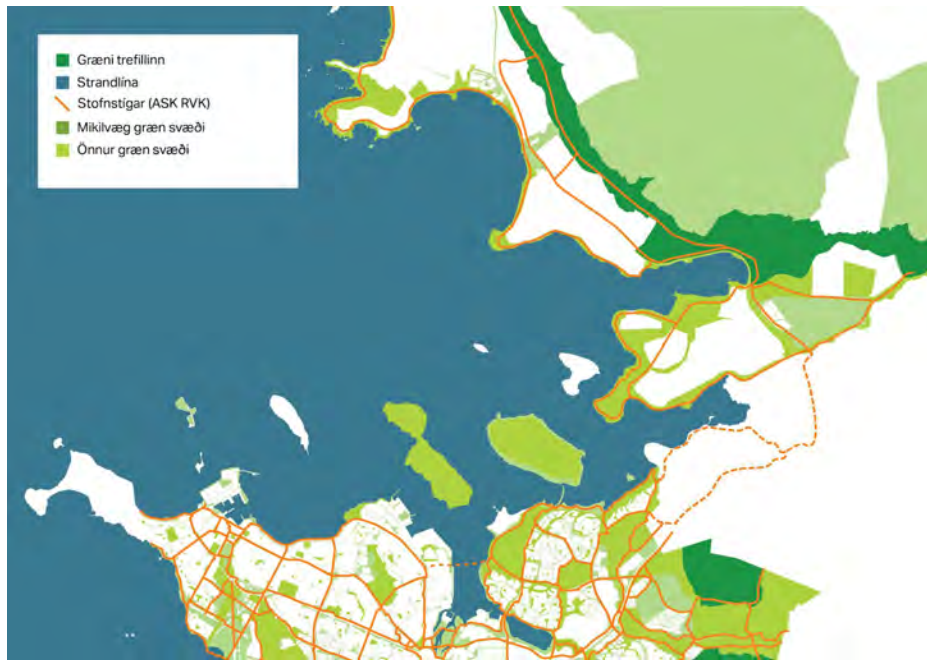 Græni trefillinn
Strandlína
Stofnstígar (ASK RVK)
Mikilvæg græn svæði
Önnur græn svæði